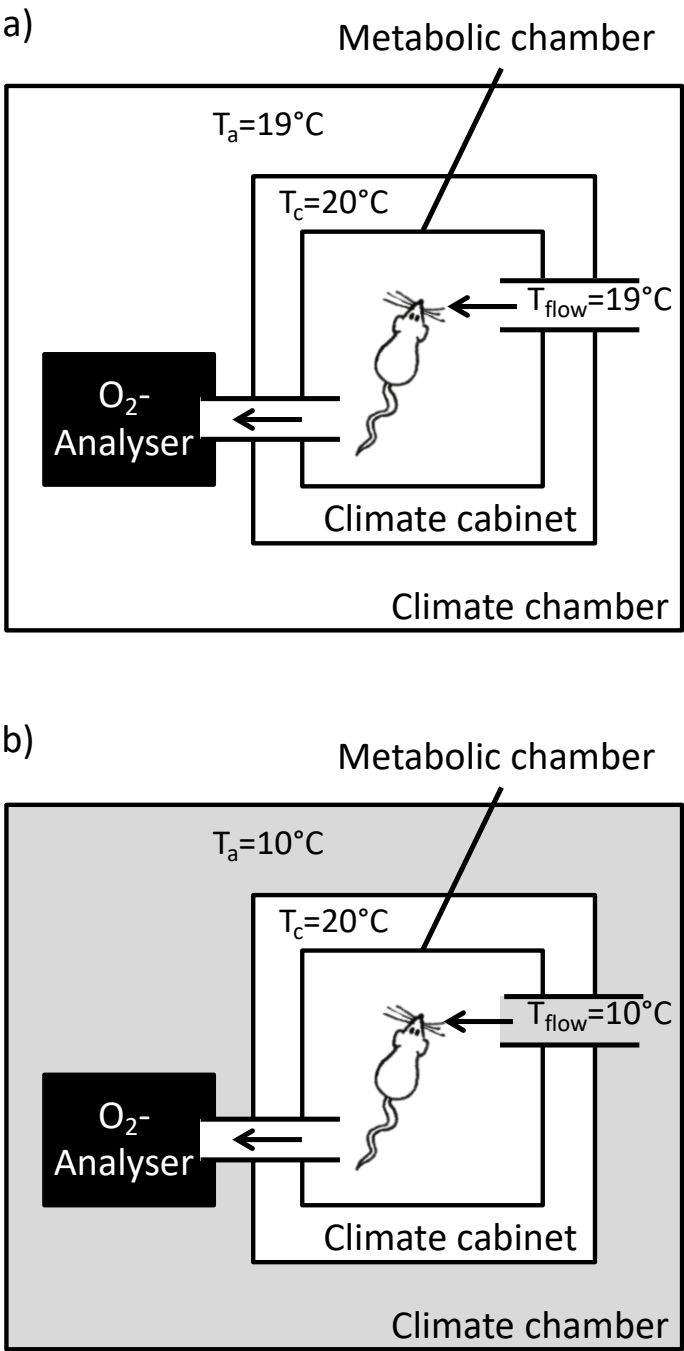 a)
Metabolic chamber
Ta=19°C
Tc=20°C
Tflow=19°C
O2-
Analyser
Climate cabinet
Climate chamber
b)
Metabolic chamber
Ta=10°C
Tc=20°C
Tflow=10°C
O2-
Analyser
Climate cabinet
Climate chamber